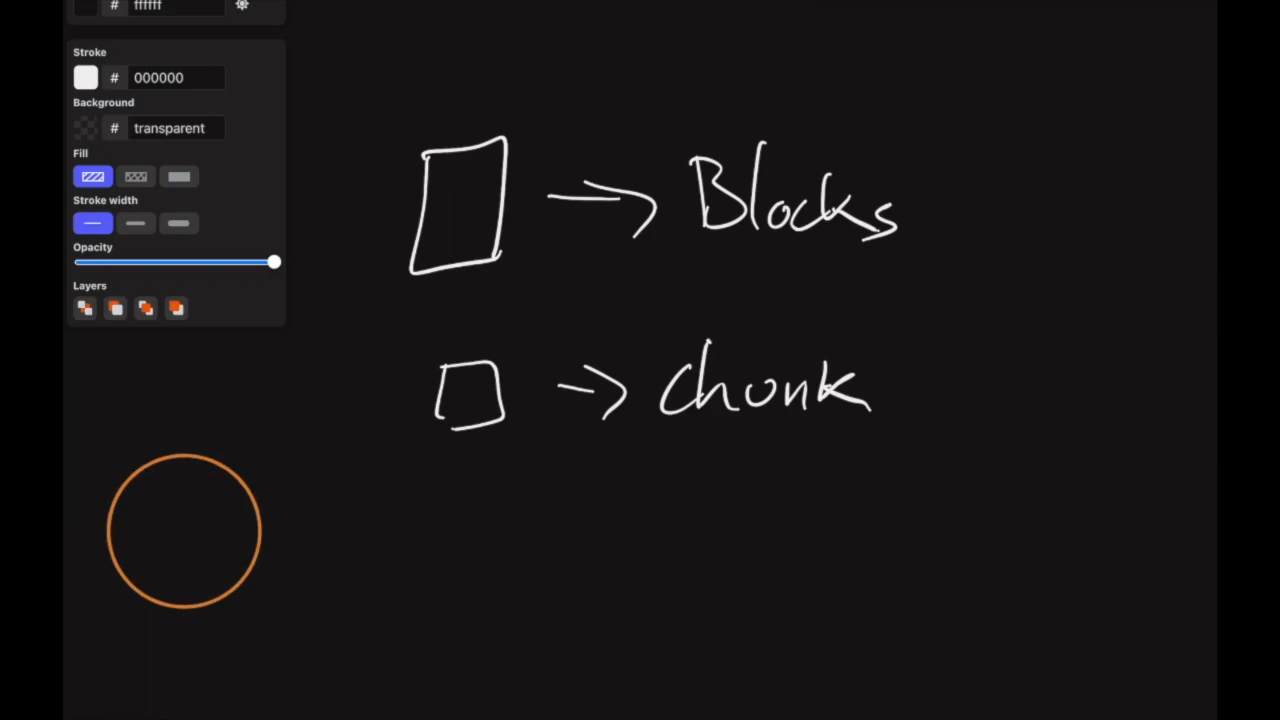 # ffffff
Stroke
# 000000
Background
# transparent
Fill
Stroke width
Opacity
Layers
→ Blocks
→ Chunk